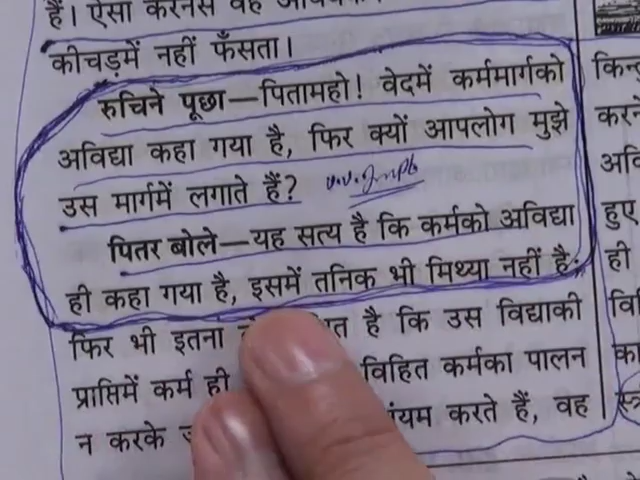 हैं। ऐसा करनेसे वह
कीचड़में नहीं फँसता।
रुचिने पूछा—पितामहो! वेदमें कर्ममार्गको
अविद्या कहा गया है, फिर क्यों आपलोग मुझे
उस मार्गमें लगाते हैं? v.v.Impt
पितर बोले—यह सत्य है कि कर्मको अविद्या
ही कहा गया है, इसमें तनिक भी मिथ्या नहीं है;
फिर भी इतना है कि उस विद्याकी
प्राप्तिमें कर्म ही विहित कर्मका पालन
न करके संयम करते हैं, वह
हुए
ही